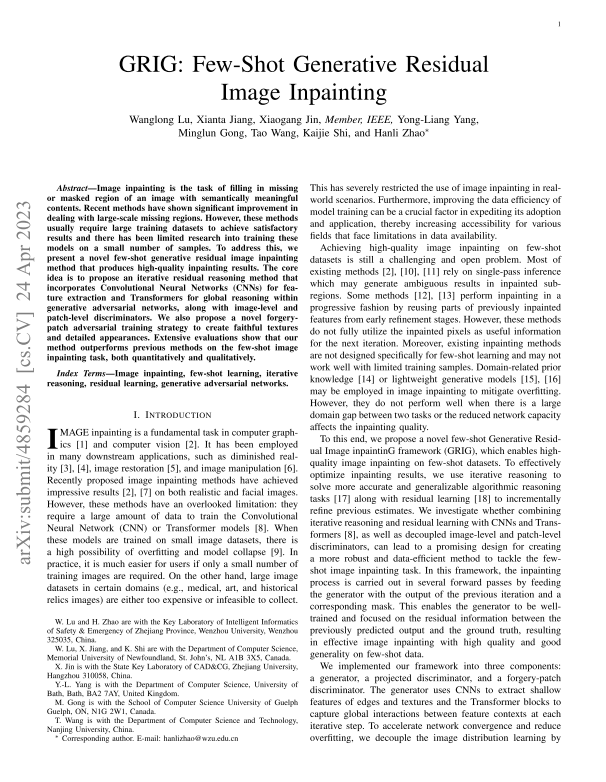 1
GRIG: Few-Shot Generative Residual
Image Inpainting
Wanglong Lu, Xianta Jiang, Xiaogang Jin, Member, IEEE, Yong-Liang Yang,
Minglun Gong, Tao Wang, Kaijie Shi, and Hanli Zhao*
arXiv:submit/4859284 [cs.CV] 24 Apr 2023
Abstract—Image inpainting is the task of filling in missing
or masked region of an image with semantically meaningful
contents. Recent methods have shown significant improvement in
dealing with large-scale missing regions. However, these methods
usually require large training datasets to achieve satisfactory
results and there has been limited research into training these
models on a small number of samples. To address this, we
present a novel few-shot generative residual image inpainting
method that produces high-quality inpainting results. The core
idea is to propose an iterative residual reasoning method that
incorporates Convolutional Neural Networks (CNNs) for fea-
ture extraction and Transformers for global reasoning within
generative adversarial networks, along with image-level and
patch-level discriminators. We also propose a novel forgery-
patch adversarial training strategy to create faithful textures
and detailed appearances. Extensive evaluations show that our
method outperforms previous methods on the few-shot image
inpainting task, both quantitatively and qualitatively.
Index Terms—Image inpainting, few-shot learning, iterative
reasoning, residual learning, generative adversarial networks.
I. INTRODUCTION
IMAGE inpainting is a fundamental task in computer graph-
ics [1] and computer vision [2]. It has been employed
in many downstream applications, such as diminished real-
ity [3], [4], image restoration [5], and image manipulation [6].
Recently proposed image inpainting methods have achieved
impressive results [2], [7] on both realistic and facial images.
However, these methods have an overlooked limitation: they
require a large amount of data to train the Convolutional
Neural Network (CNN) or Transformer models [8]. When
these models are trained on small image datasets, there is
a high possibility of overfitting and model collapse [9]. In
practice, it is much easier for users if only a small number of
training images are required. On the other hand, large image
datasets in certain domains (e.g., medical, art, and historical
relics images) are either too expensive or infeasible to collect.
W. Lu and H. Zhao are with the Key Laboratory of Intelligent Informatics
of Safety & Emergency of Zhejiang Province, Wenzhou University, Wenzhou
325035, China.
W. Lu, X. Jiang, and K. Shi are with the Department of Computer Science,
Memorial University of Newfoundland, St. John's, NL A1B 3X5, Canada.
X. Jin is with the State Key Laboratory of CAD&CG, Zhejiang University,
Hangzhou 310058, China.
Y.-L. Yang is with the Department of Computer Science, University of
Bath, Bath, BA2 7AY, United Kingdom.
M. Gong is with the School of Computer Science University of Guelph
Guelph, ON, N1G 2W1, Canada.
T. Wang is with the Department of Computer Science and Technology,
Nanjing University, China.
* Corresponding author. E-mail: hanlizhao@wzu.edu.cn
This has severely restricted the use of image inpainting in real-
world scenarios. Furthermore, improving the data efficiency of
model training can be a crucial factor in expediting its adoption
and application, thereby increasing accessibility for various
fields that face limitations in data availability.
Achieving high-quality image inpainting on few-shot
datasets is still a challenging and open problem. Most of
existing methods [2], [10], [11] rely on single-pass inference
which may generate ambiguous results in inpainted sub-
regions. Some methods [12], [13] perform inpainting in a
progressive fashion by reusing parts of previously inpainted
features from early refinement stages. However, these methods
do not fully utilize the inpainted pixels as useful information
for the next iteration. Moreover, existing inpainting methods
are not designed specifically for few-shot learning and may not
work well with limited training samples. Domain-related prior
knowledge [14] or lightweight generative models [15], [16]
may be employed in image inpainting to mitigate overfitting.
However, they do not perform well when there is a large
domain gap between two tasks or the reduced network capacity
affects the inpainting quality.
To this end, we propose a novel few-shot Generative Resid-
ual Image inpaintinG framework (GRIG), which enables high-
quality image inpainting on few-shot datasets. To effectively
optimize inpainting results, we use iterative reasoning to
solve more accurate and generalizable algorithmic reasoning
tasks [17] along with residual learning [18] to incrementally
refine previous estimates. We investigate whether combining
iterative reasoning and residual learning with CNNs and Trans-
formers [8], as well as decoupled image-level and patch-level
discriminators, can lead to a promising design for creating
a more robust and data-efficient method to tackle the few-
shot image inpainting task. In this framework, the inpainting
process is carried out in several forward passes by feeding
the generator with the output of the previous iteration and a
corresponding mask. This enables the generator to be well-
trained and focused on the residual information between the
previously predicted output and the ground truth, resulting
in effective image inpainting with high quality and good
generality on few-shot data.
We implemented our framework into three components:
a generator, a projected discriminator, and a forgery-patch
discriminator. The generator uses CNNs to extract shallow
features of edges and textures and the Transformer blocks to
capture global interactions between feature contexts at each
iterative step. To accelerate network convergence and reduce
overfitting, we decouple the image distribution learning by